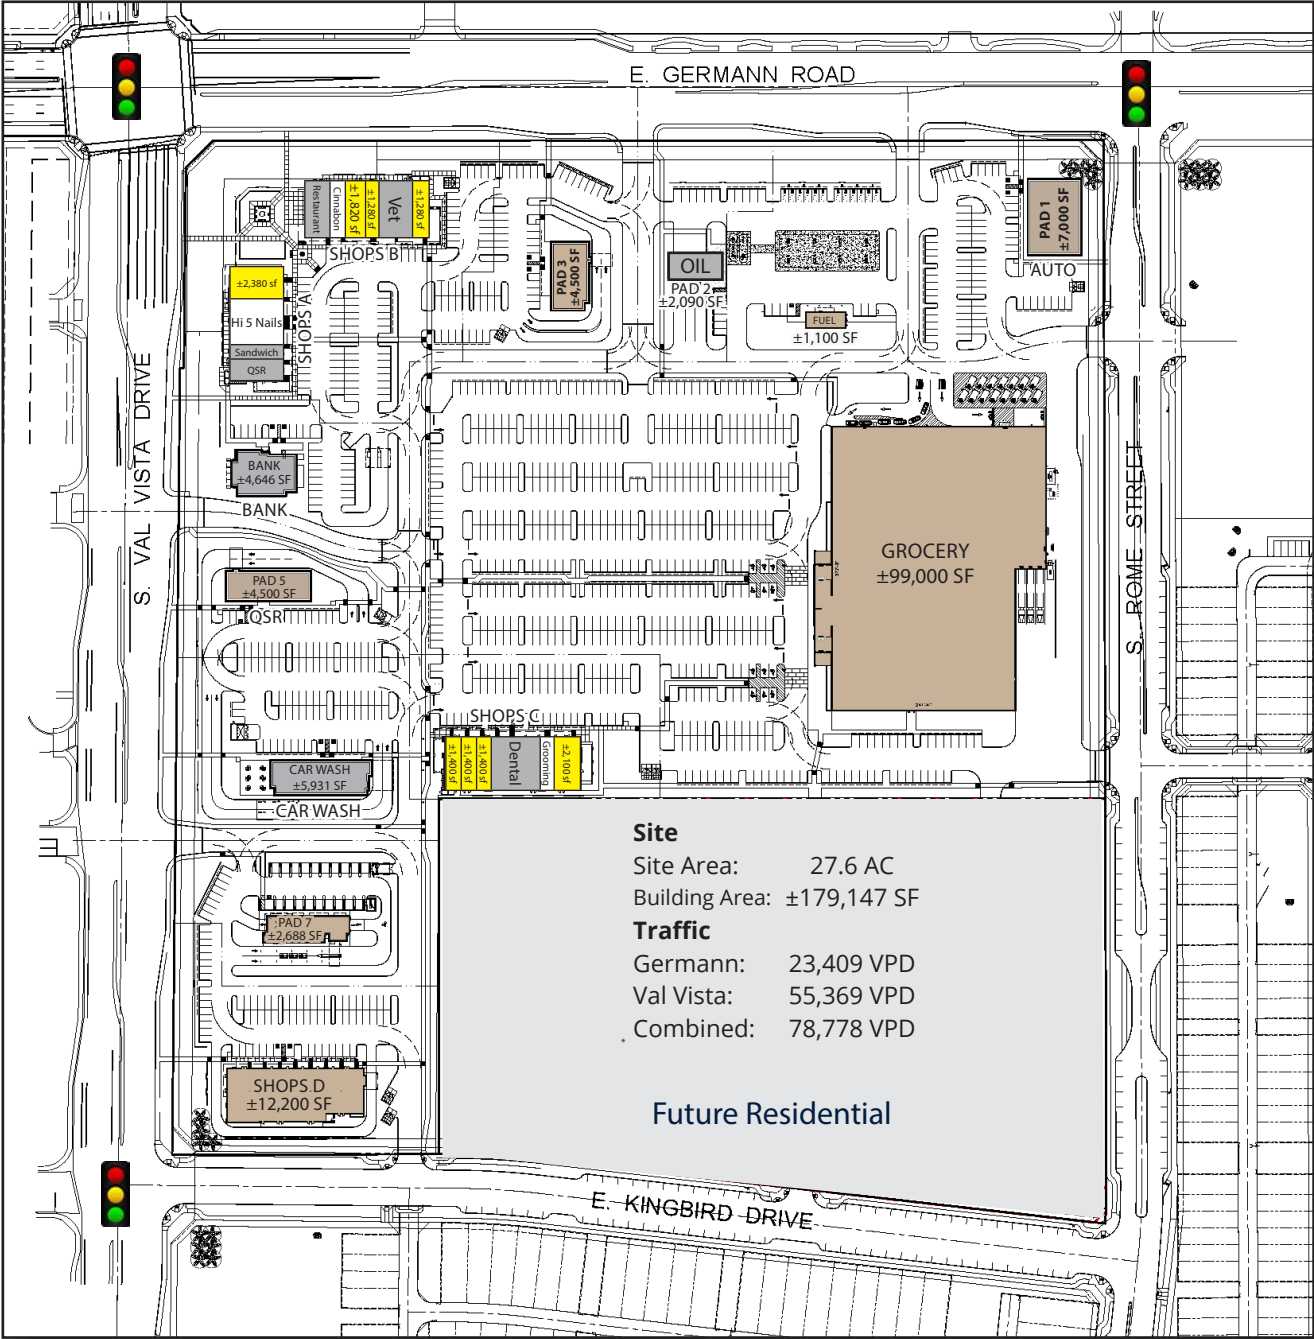 E. GERMANN ROAD
Restaurant
Cinnabon
±1,820 sf
±1,280 sf
Vet
±1,280 sf
SHOPS B
PAD 3
±4,500 SF
OIL
PAD 2
±2,090 SF
FUEL
±1,100 SF
PAD 1
±7,000 SF
AUTO
±2,380 sf
Hi 5 Nails
Sandwich
QSR
SHOPS A
S. VAL VISTA DRIVE
BANK
±4,646 SF
BANK
GROCERY
±99,000 SF
S. ROME STREET
PAD 5
±4,500 SF
QSR
SHOPS C
±1,400 sf
±1,400 sf
±1,400 sf
Dental
Grooming
±2,100 sf
CAR WASH
±5,931 SF
CAR WASH
Site
Site Area: 27.6 AC
Building Area: ±179,147 SF
Traffic
Germann: 23,409 VPD
Val Vista: 55,369 VPD
Combined: 78,778 VPD
PAD 7
±2,688 SF
SHOPS D
±12,200 SF
Future Residential
E. KINGBIRD DRIVE